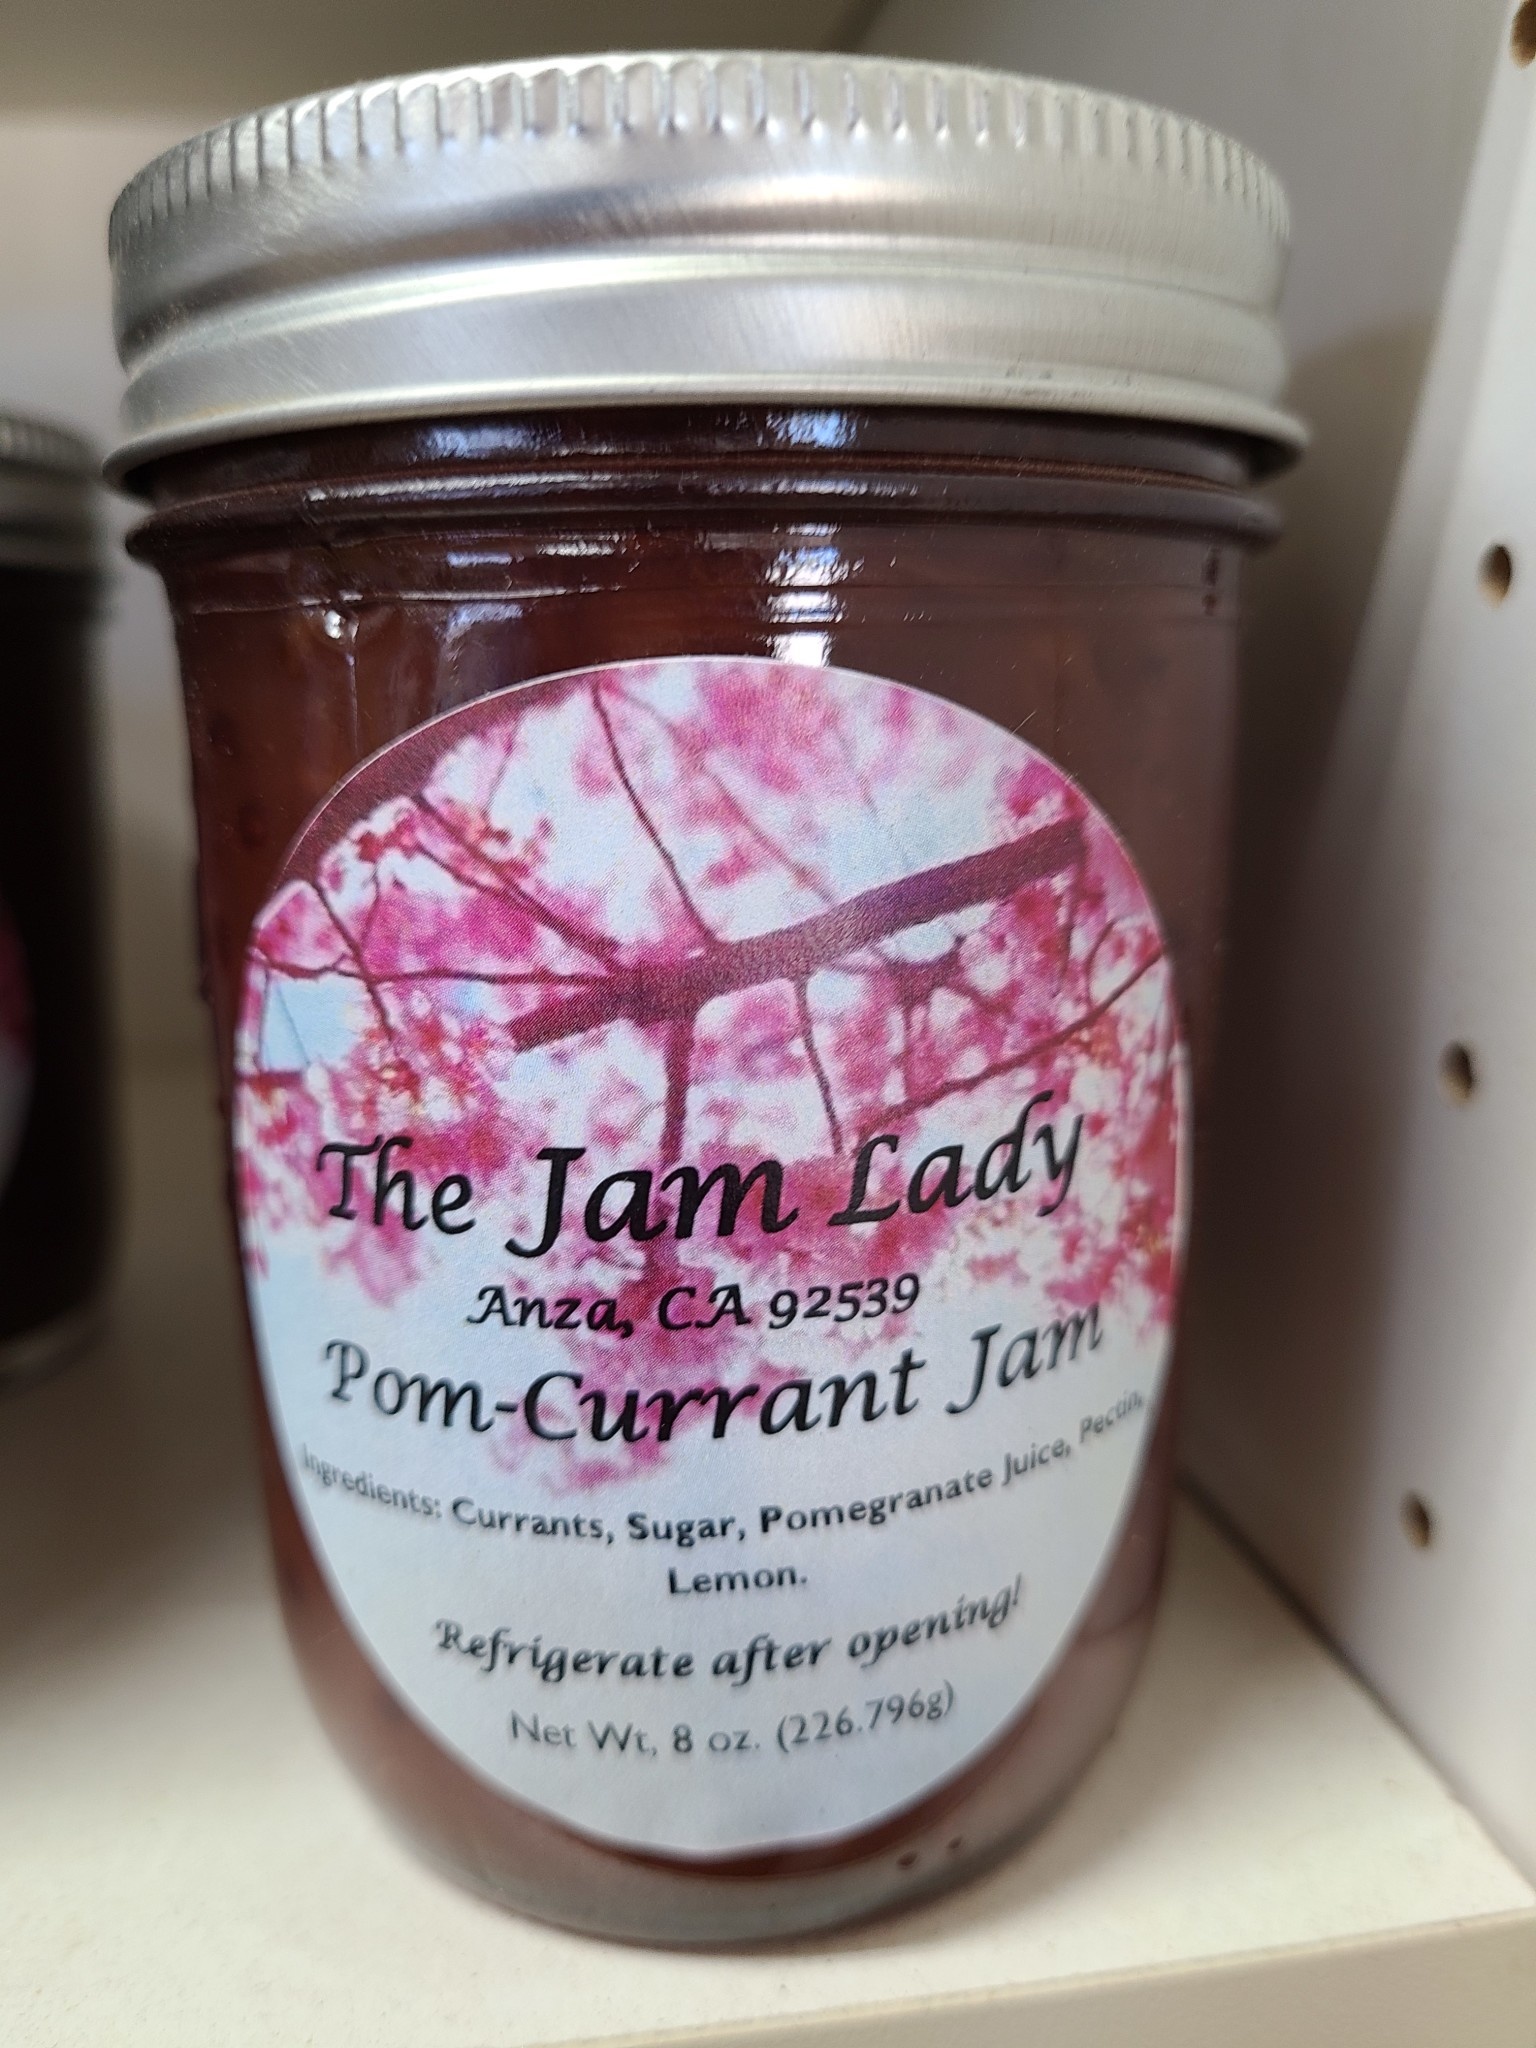 The Jam Lady
Anza, CA 92539
Pom-Currant Jam
Ingredients: Currants, Sugar, Pomegranate Juice, Pectin,
Lemon.
Refrigerate after opening!
Net Wt, 8 oz. (226.796g)